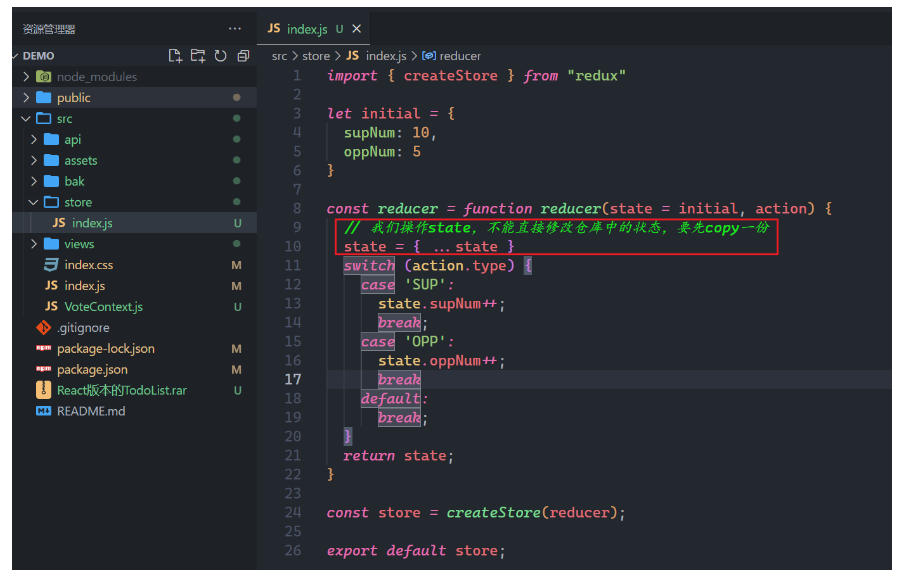 资源管理器 ...
JS index.js U ×
DEMO
src > store > JS index.js > reducer
node_modules
public
src
api
assets
bak
store
JS index.js U
views
index.css M
JS index.js M
JS VoteContext.js U
.gitignore
package-lock.json M
package.json M
React版本的TodoList.rar U
README.md
1 import { createStore } from "redux"
2
3 let initial = {
4 supNum: 10,
5 oppNum: 5
6 }
7
8 const reducer = function reducer(state = initial, action) {
9 // 我们操作state，不能直接修改仓库中的状态，要先copy一份
10 state = { ...state }
11 switch (action.type) {
12 case 'SUP':
13 state.supNum++;
14 break;
15 case 'OPP':
16 state.oppNum++;
17 break
18 default:
19 break;
20 }
21 return state;
22 }
23
24 const store = createStore(reducer);
25
26 export default store;